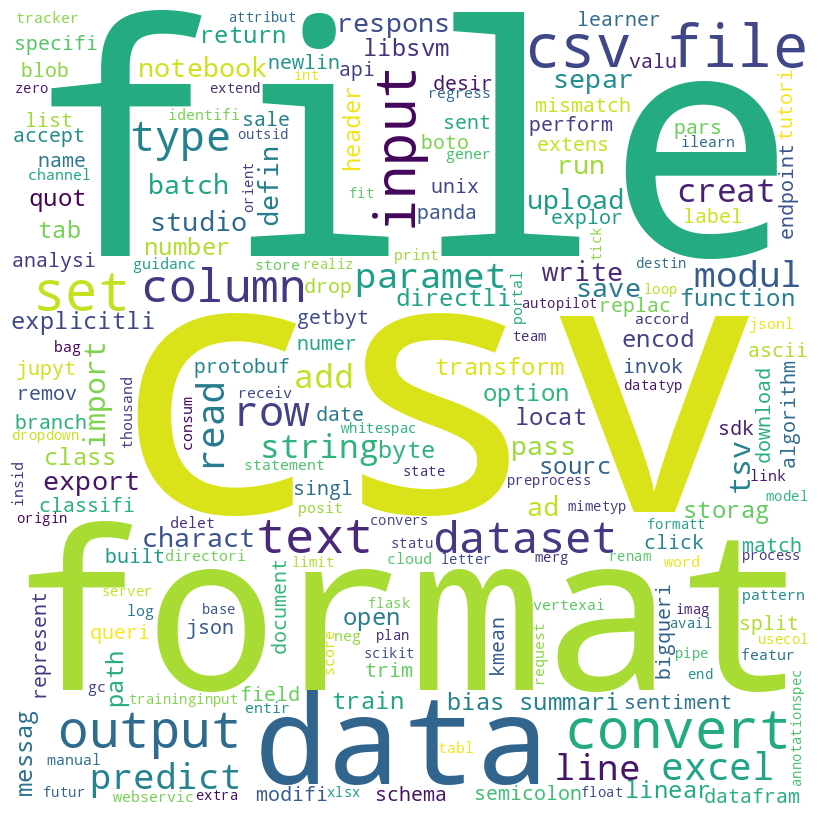 tracker
attribut
respons
learner
specifi
return
libsvm
csv
file
file
blob
notebook
newlin
api
desir
valu
separ
zero
extend
int
regress
mismatch
tutori
list
type
identifi
sale
header
input
sent
perform
pars
accept
outsid
boto
extens
ilearn
name
gener
run
endpoint
channel
batch
defin
orient
unix
creat
quot
fit
panda
upload
label
tab
studio
explor
number
tick
analysi
print
guidanc
store
realiz
paramet
write
destin
modul
set
column
drop
directli
portal
save
loop
function
autopilot
replac
explicitli
getbyt
accord
encod
jsonl
bag
numer
team
ascii
jupyt
import
protobuf
csv
transform
invok
remov
add
receiv
option
datatyp
download
algorithm
branch
thousand
consum
read
row
date
locat
sdk
dropdown
whitespac
string
byte
pass
tsv
class
statement
state
sourc
link
insid
export
singl
preprocess
model
classifi
posit
ad
mimetyp
storag
origin
delet
convers
formatt
charact
text
statu
dataset
click
match
built
directori
limit
cloud
letter
merg
renam
word
process
format
server
document
flask
vertexai
imag
pattern
represent
log
base
open
neg
plan
request
bigqueri
avail
split
queri
json
score
scikit
kmean
pipe
usecol
path
gc
trim
end
featur
traininginput
field
entir
train
bias
summari
sentiment
annotationspec
messag
output
data
tabl
convert
manual
predict
line
excel
futur
webservic
extra
modifi
xlsx
schema
semicolon
float
linear
datafram